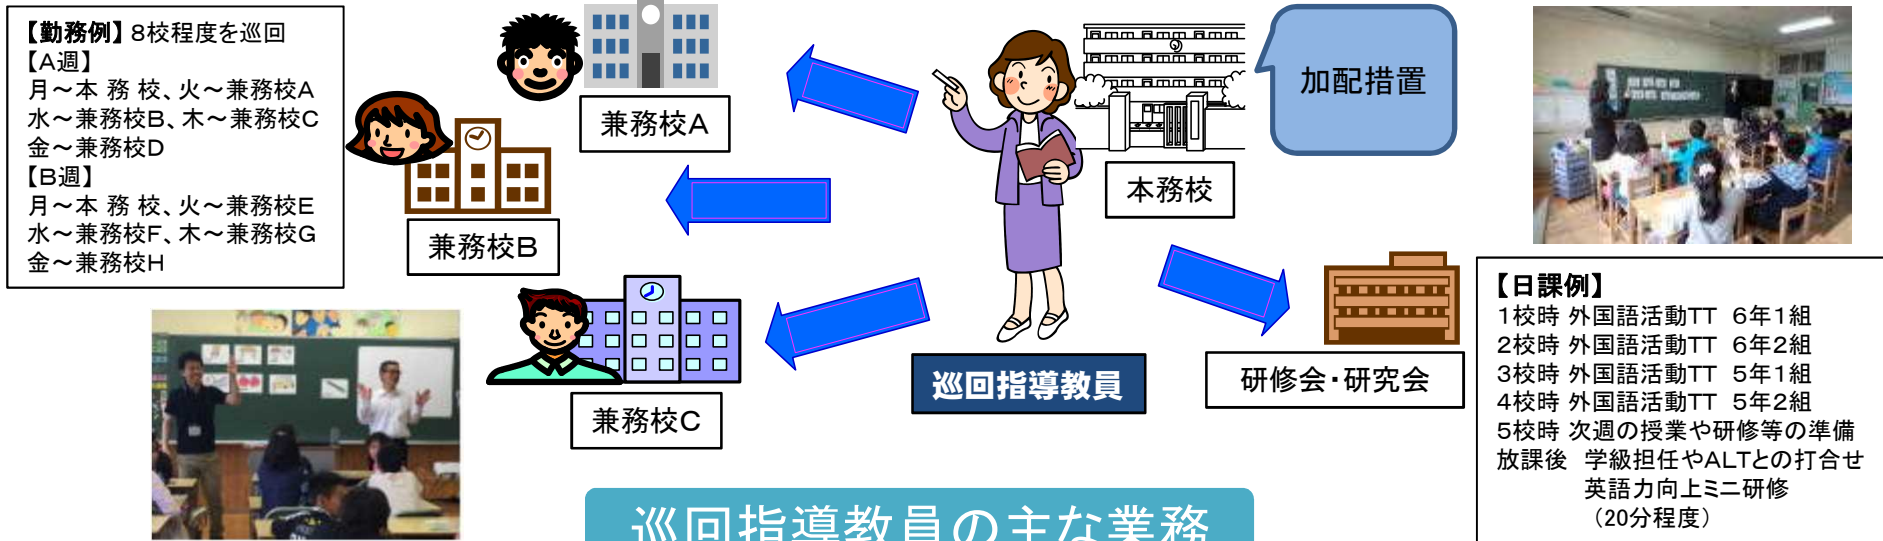 【勤務例】8校程度を巡回
【A週】
月～本 務 校、火～兼務校A
水～兼務校B、木～兼務校C
金～兼務校D
【B週】
月～本 務 校、火～兼務校E
水～兼務校F、木～兼務校G
金～兼務校H
兼務校A
兼務校B
兼務校C
本務校
加配措置
巡回指導教員
研修会・研究会
【日課例】
1校時 外国語活動TT 6年1組
2校時 外国語活動TT 6年2組
3校時 外国語活動TT 5年1組
4校時 外国語活動TT 5年2組
5校時 次週の授業や研修等の準備
放課後 学級担任やALTとの打合せ
英語力向上ミニ研修
（20分程度）
巡回指導教員の主な業務